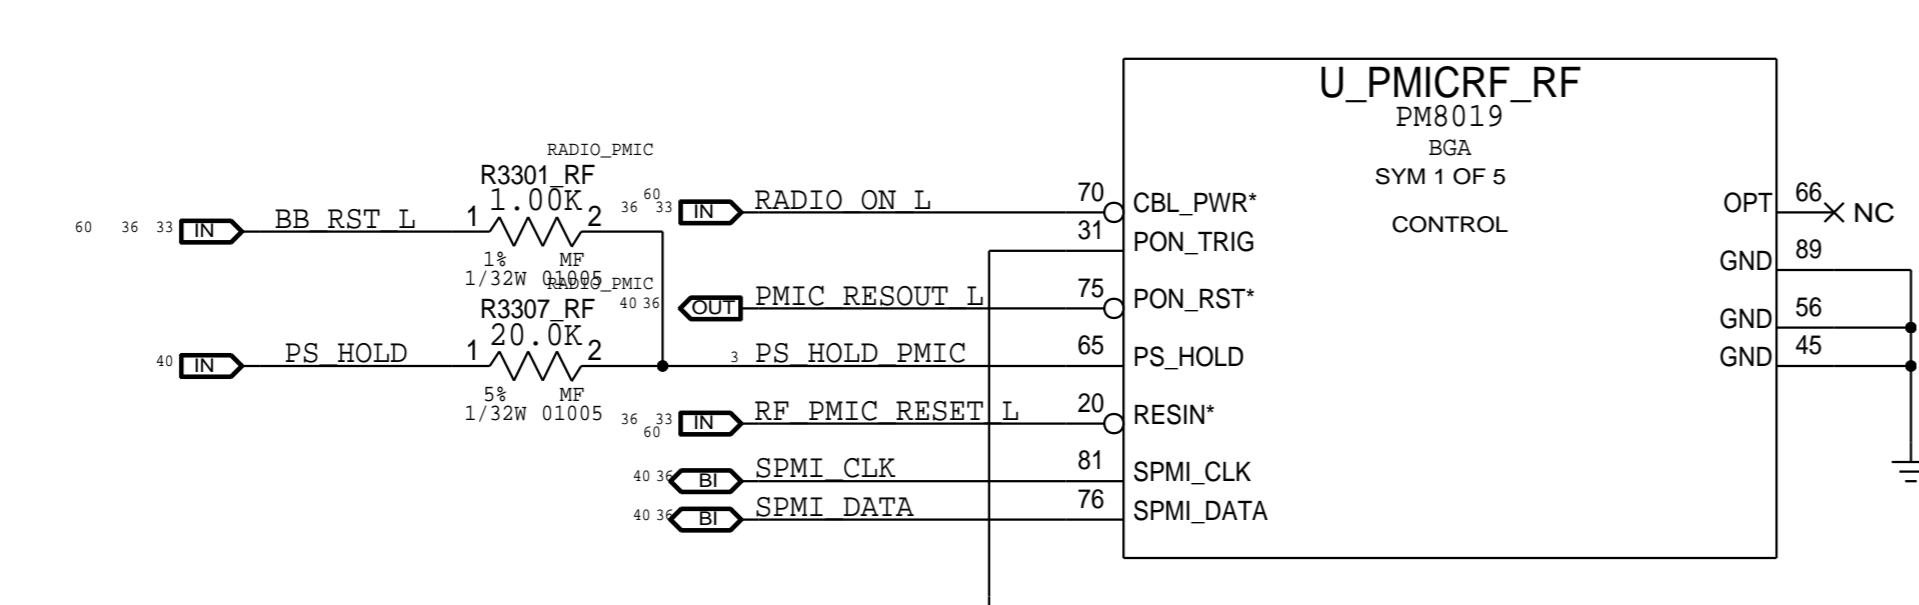 U_PMICRF_RF
PM8019
BGA
SYM 1 OF 5
CONTROL
RADIO_PMIC
R3301_RF
1.00K
60 36 33 IN BB_RST_L 1 2
1% MF
1/32W 01005
RADIO_PMIC
R3307_RF
20.0K
40 IN PS_HOLD 1 2
5% MF
1/32W 01005
60
36 33 IN RADIO_ON_L 70 CBL_PWR*
31 PON_TRIG
40 36 OUT PMIC_RESOUT_L 75 PON_RST*
3 PS_HOLD_PMIC 65 PS_HOLD
36 33 IN RF_PMIC_RESET_L 20 RESIN*
60
40 36 BI SPMI_CLK 81 SPMI_CLK
40 36 BI SPMI_DATA 76 SPMI_DATA
OPT 66 NC
GND 89
GND 56
GND 45